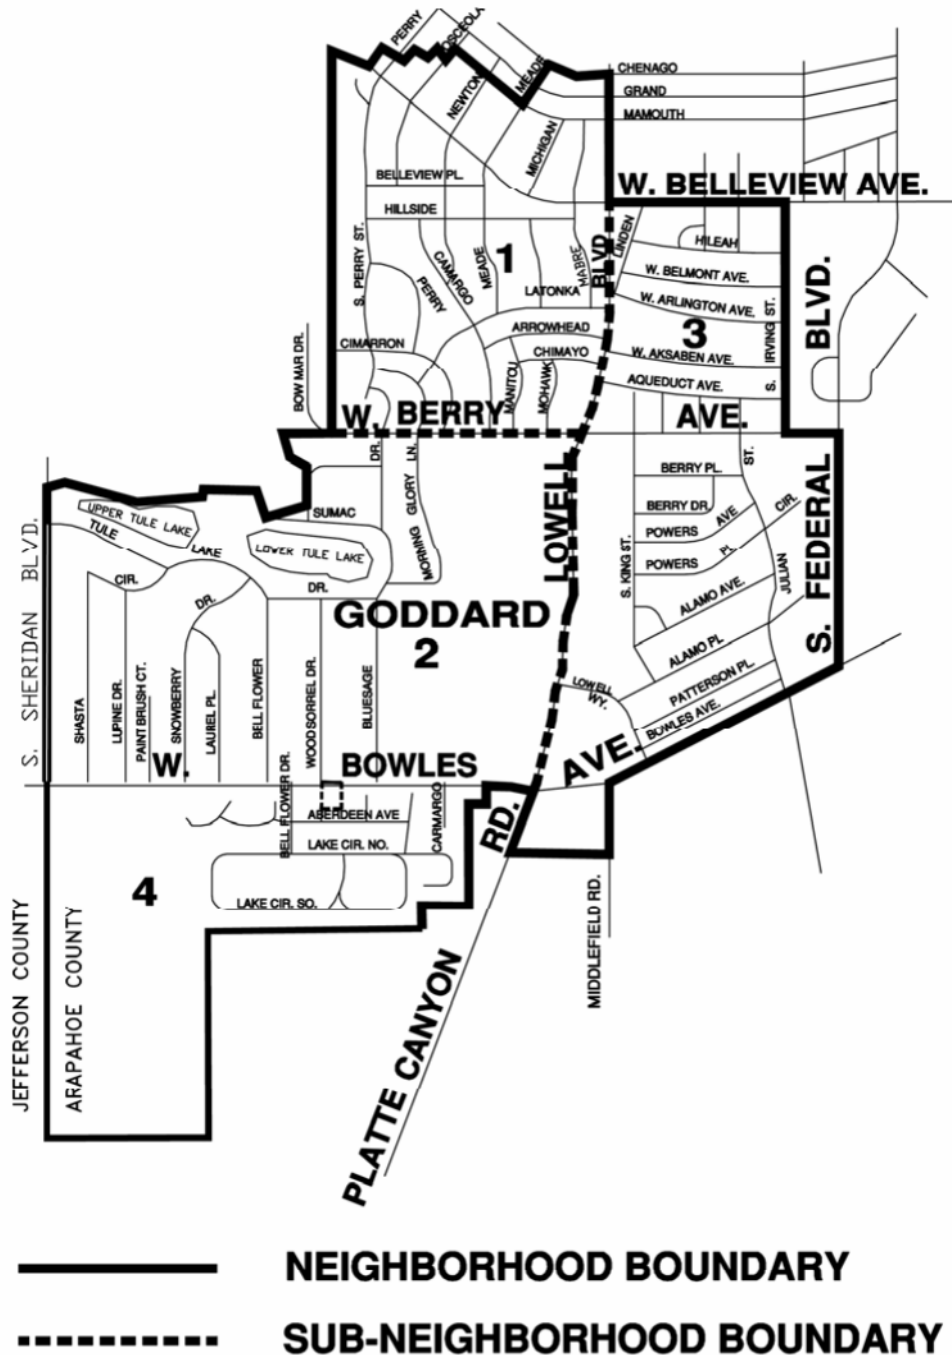 PERRY
OSCEOLA
NEWTON
MEADE
CHENAGO
GRAND
MAMOUTH
MICHIGAN
BELLEVIEW PL.
W. BELLEVIEW AVE.
HILLSIDE
S. PERRY ST.
CAMARGO
MEADE
1
MABRE
BLVD
LINDEN
HILEAH
W. BELMONT AVE.
PERRY
LATONKA
W. ARLINGTON AVE.
S. IRVING ST.
BLVD.
ARROWHEAD
3
CIMARRON
CHIMAYO
W. AKSABEN AVE.
BOW MAR DR.
MANITOU
MOHAWK
AQUEDUCT AVE.
W. BERRY
AVE.
DR.
LN.
ST.
LOWELL
BERRY PL.
S. FEDERAL
GLORY
MORNING
SUMAC
BERRY DR.
UPPER TULE LAKE
TULE
LAKE
LOWER TULE LAKE
POWERS
AVE
CIR.
S. SHERIDAN BLVD.
S. KING ST.
POWERS
PL.
JULIAN
CIR.
DR.
DR.
ALAMO AVE.
GODDARD
2
ALAMO PL.
SHASTA
LUPINE DR.
PAINT BRUSH CT.
SNOWBERRY
LAUREL PL.
BELL FLOWER
WOODSORREL DR.
BLUESAGE
LOWELL
WY.
PATTERSON PL.
BOWLES AVE.
W.
BOWLES
AVE.
BELL FLOWER DR.
ABERDEEN AVE
CARMARGO
RD.
LAKE CIR. NO.
4
LAKE CIR. SO.
JEFFERSON COUNTY
ARAPAHOE COUNTY
MIDDLEFIELD RD.
PLATTE CANYON
NEIGHBORHOOD BOUNDARY
SUB-NEIGHBORHOOD BOUNDARY